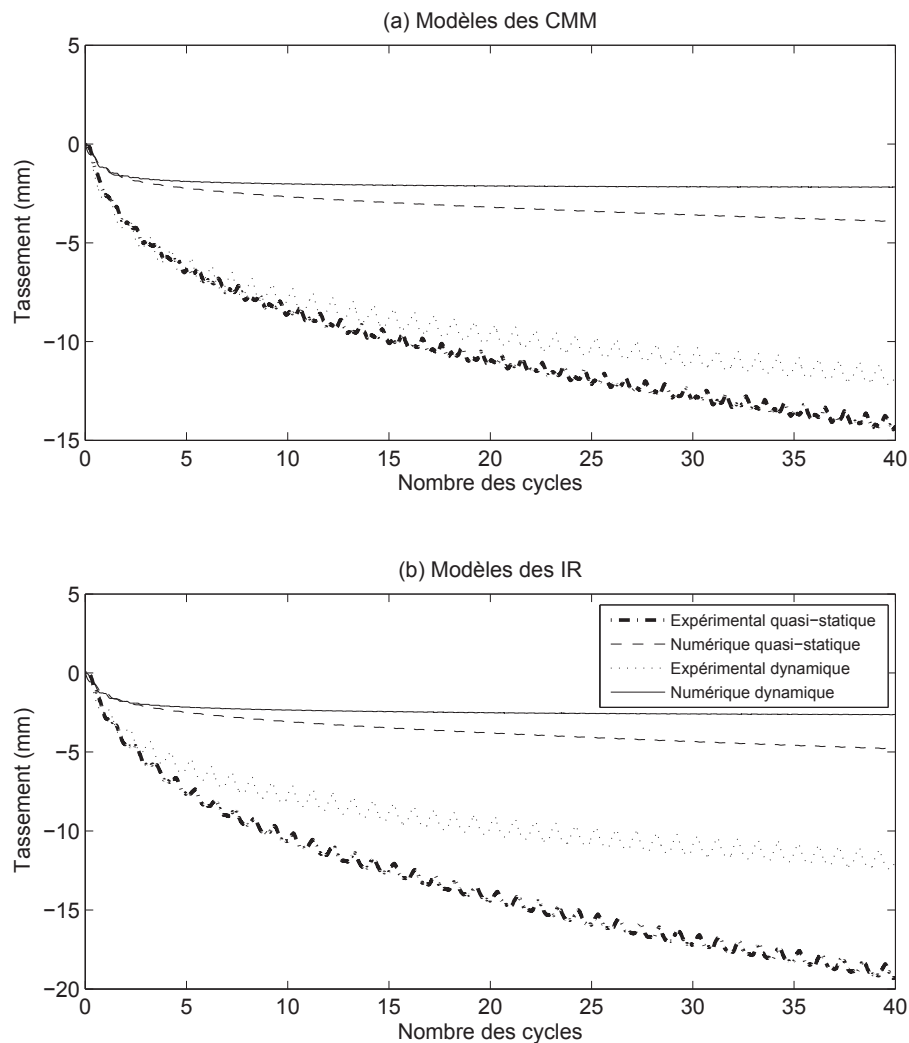 (a) Modèles des CMM
5
0
−5
−10
−15
Tassement (mm)
0 5 10 15 20 25 30 35 40
Nombre des cycles
(b) Modèles des IR
5
0
−5
−10
−15
−20
Tassement (mm)
Expérimental quasi−statique
Numérique quasi−statique
Expérimental dynamique
Numérique dynamique
0 5 10 15 20 25 30 35 40
Nombre des cycles